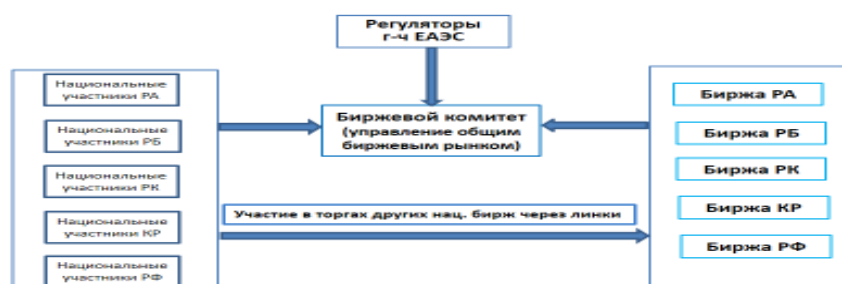 Регуляторы
г-ч ЕАЭС
Национальные
участники РА
Национальные
участники РБ
Национальные
участники РК
Национальные
участники КР
Национальные
участники РФ
Биржевой комитет
(управление общим
биржевым рынком)
Участие в торгах других нац. бирж через линки
Биржа РА
Биржа РБ
Биржа РК
Биржа КР
Биржа РФ